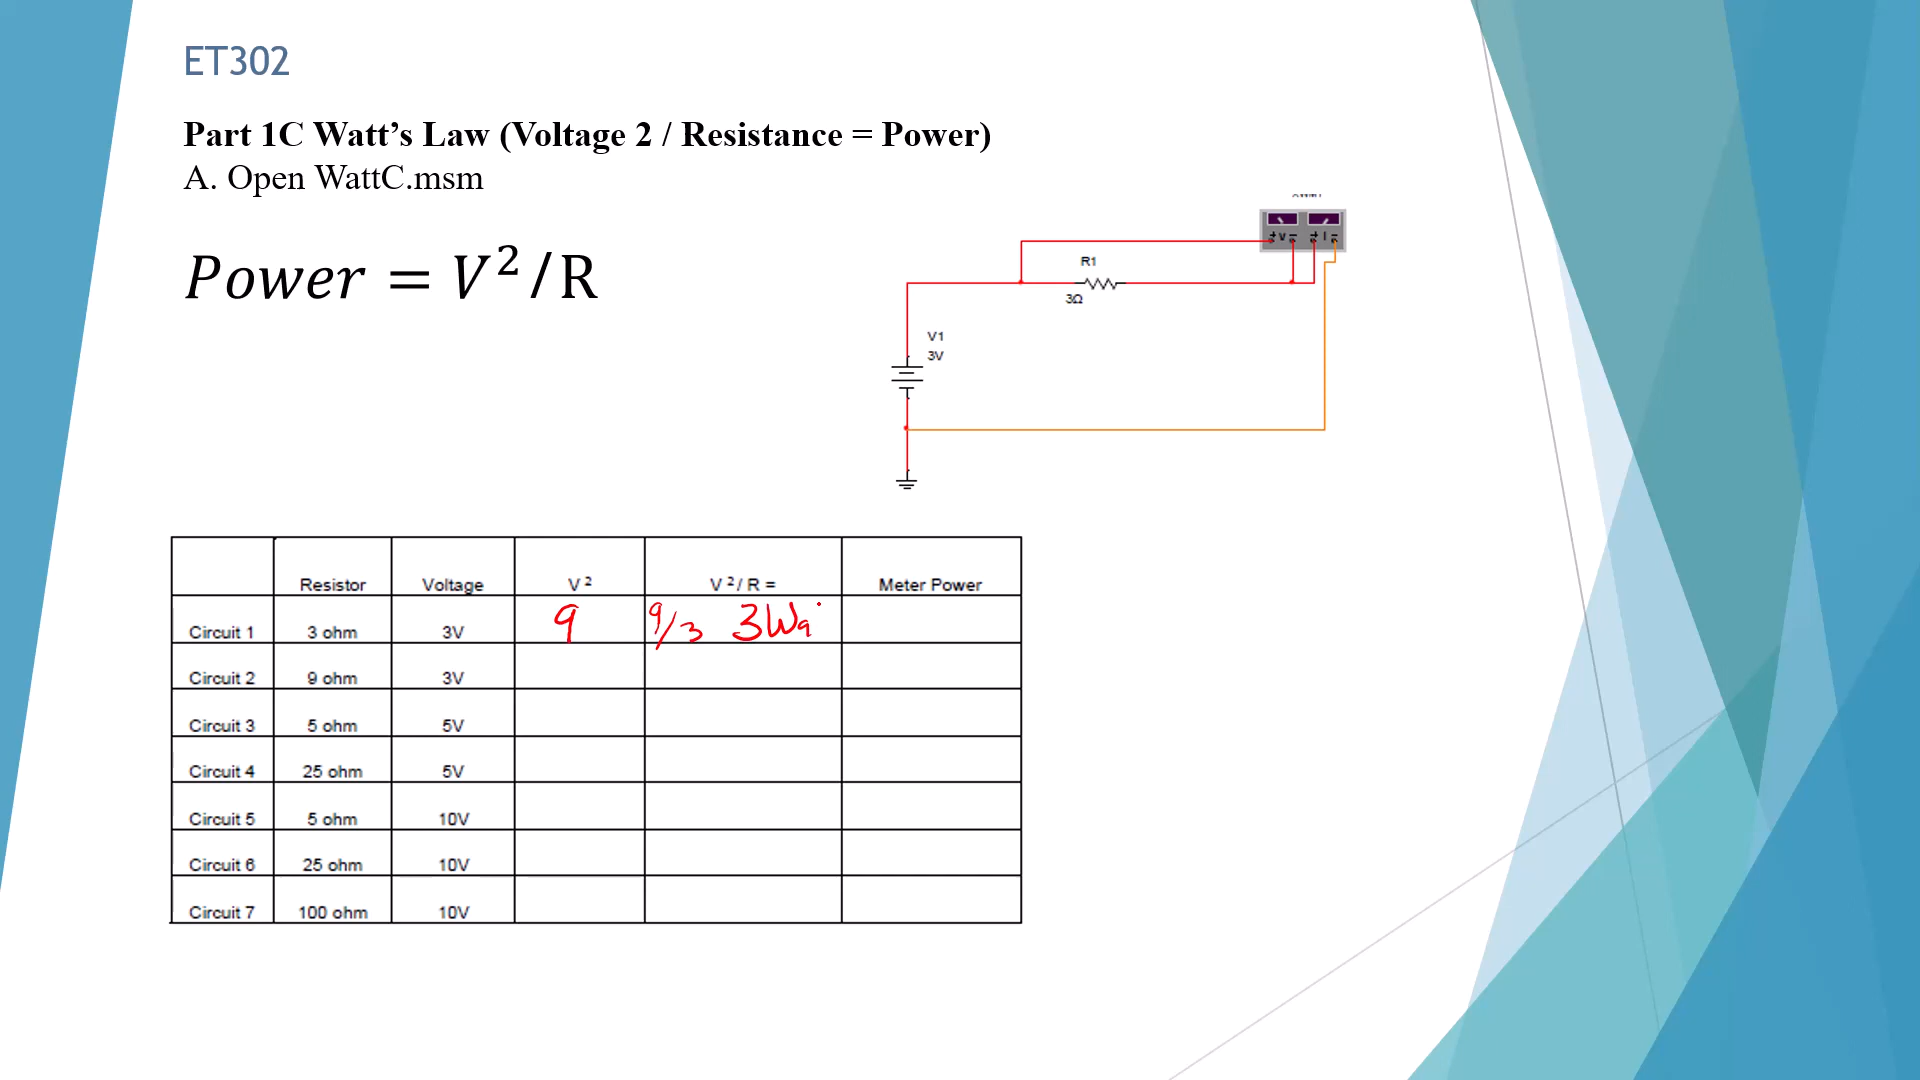 ET302
Part 1C Watt's Law (Voltage 2 / Resistance = Power)
A. Open WattC.msm
Power = V²/R
+ V − + I −
R1
3Ω
V1
3V
Resistor Voltage V² V²/ R = Meter Power
Circuit 1 3 ohm 3V 9 9/3 3Wa
Circuit 2 9 ohm 3V
Circuit 3 5 ohm 5V
Circuit 4 25 ohm 5V
Circuit 5 5 ohm 10V
Circuit 6 25 ohm 10V
Circuit 7 100 ohm 10V